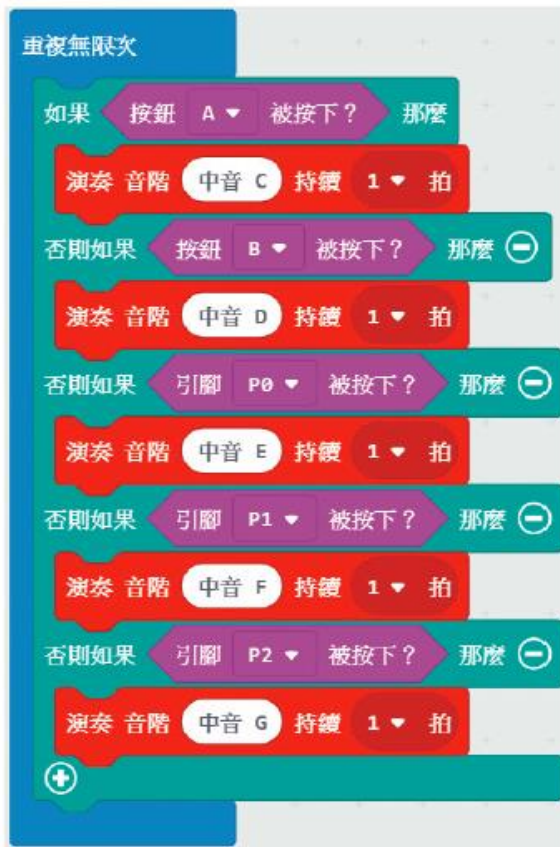 重複無限次
如果 按鈕 A 被按下？ 那麼
演奏 音階 中音 C 持續 1 拍
否則如果 按鈕 B 被按下？ 那麼
演奏 音階 中音 D 持續 1 拍
否則如果 引腳 P0 被按下？ 那麼
演奏 音階 中音 E 持續 1 拍
否則如果 引腳 P1 被按下？ 那麼
演奏 音階 中音 F 持續 1 拍
否則如果 引腳 P2 被按下？ 那麼
演奏 音階 中音 G 持續 1 拍